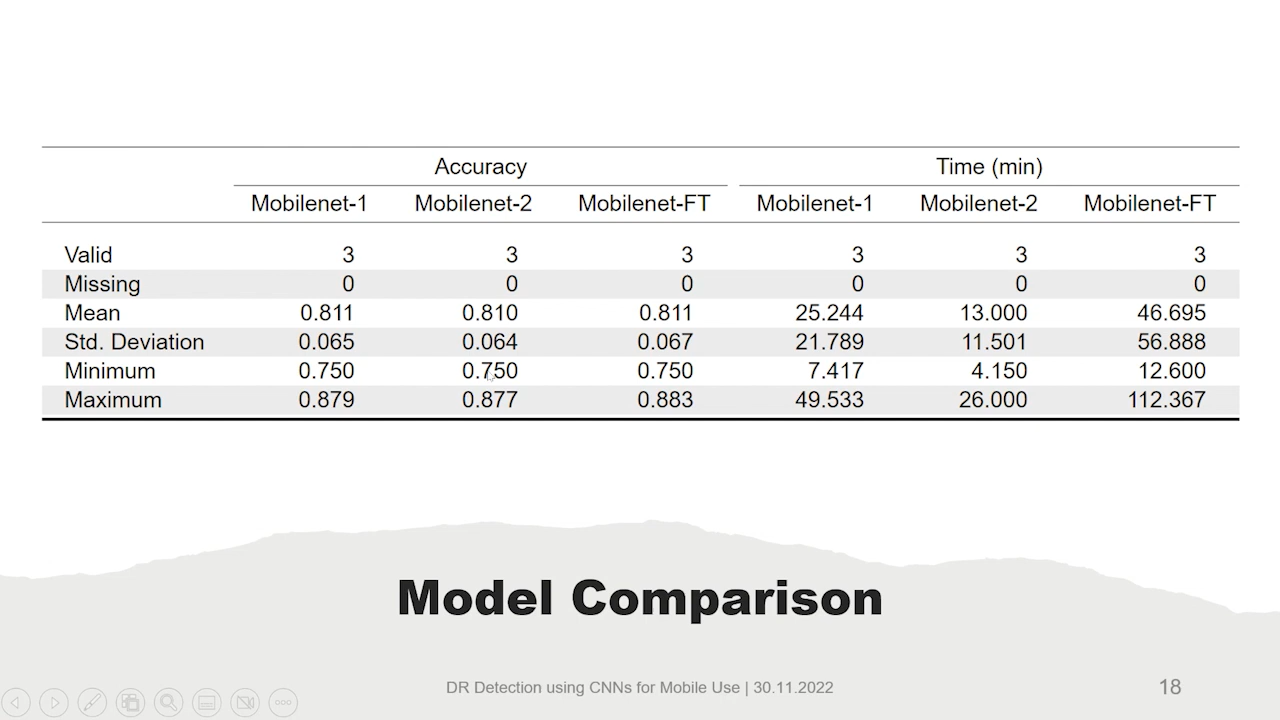 Accuracy Time (min)
Mobilenet-1 Mobilenet-2 Mobilenet-FT Mobilenet-1 Mobilenet-2 Mobilenet-FT
Valid 3 3 3 3 3 3
Missing 0 0 0 0 0 0
Mean 0.811 0.810 0.811 25.244 13.000 46.695
Std. Deviation 0.065 0.064 0.067 21.789 11.501 56.888
Minimum 0.750 0.750 0.750 7.417 4.150 12.600
Maximum 0.879 0.877 0.883 49.533 26.000 112.367
Model Comparison
DR Detection using CNNs for Mobile Use | 30.11.2022 18